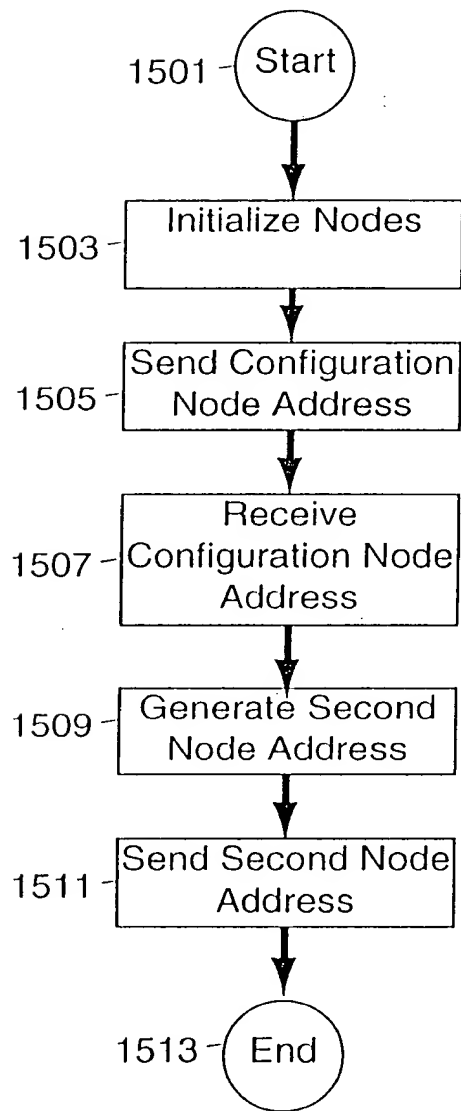 1501 Start
1503 Initialize Nodes
1505 Send Configuration
Node Address
1507 Receive
Configuration Node
Address
1509 Generate Second
Node Address
1511 Send Second Node
Address
1513 End